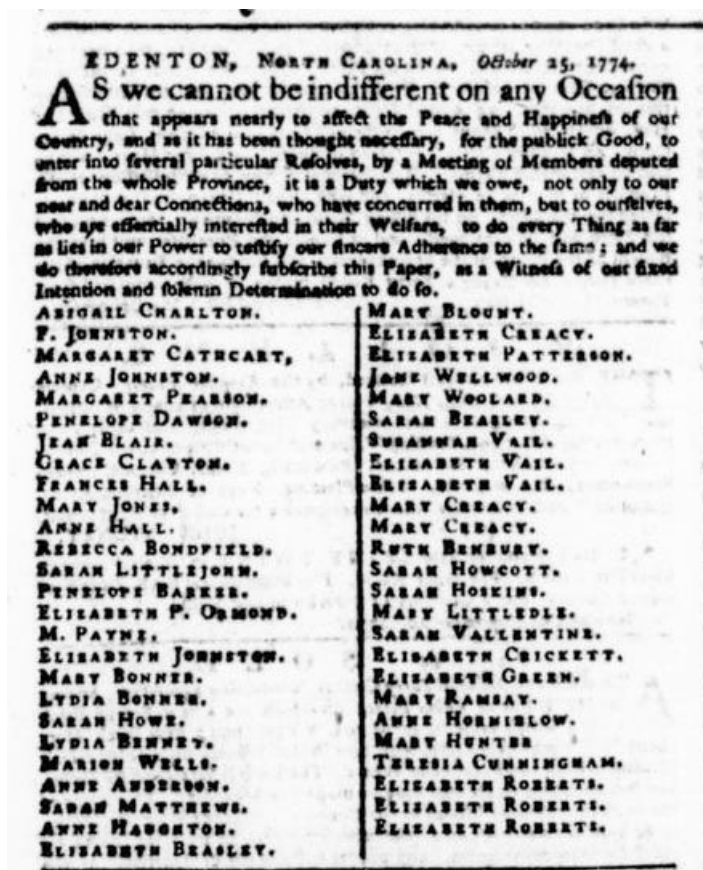 EDENTON, NORTH CAROLINA, October 25, 1774.
AS we cannot be indifferent on any Occaſion
that appears nearly to affect the Peace and Happineſs of our
Country, and as it has been thought neceſſary, for the publick Good, to
enter into ſeveral particular Reſolves, by a Meeting of Members deputed
from the whole Province, it is a Duty which we owe, not only to our
near and dear Connections, who have concurred in them, but to ourſelves,
who are eſſentially intereſted in their Welfare, to do every Thing as far
as lies in our Power to teſtify our ſincere Adherence to the ſame; and we
do therefore accordingly ſubſcribe this Paper, as a Witneſs of our fixed
Intention and ſolemn Determination to do ſo.
ABIGAIL CHARLTON.
F. JOHNSTON.
MARGARET CATHCART,
ANNE JOHNSTON.
MARGARET PEARSON.
PENELOPE DAWSON.
JEAN BLAIR.
GRACE CLAYTON.
FRANCES HALL.
MARY JONES.
ANNE HALL.
REBECCA BONDFIELD.
SARAH LITTLEJOHN.
PENELOPE BARKER.
ELIZABETH P. ORMOND.
M. PAYNE.
ELIZABETH JOHNSTON.
MARY BONNER.
LYDIA BONNER.
SARAH HOWE.
LYDIA BENNET.
MARION WELLS.
ANNE ANDERSON.
SARAH MATTHEWS.
ANNE HAUGHTON.
ELIZABETH BEASLEY.
MARY BLOUNT.
ELIZABETH CREACY.
ELIZABETH PATTERSON.
JANE WELLWOOD.
MARY WOOLARD.
SARAH BEASLEY.
SUSANNAH VAIL.
ELIZABETH VAIL.
ELIZABETH VAIL.
MARY CREACY.
MARY CREACY.
RUTH BENBURY.
SARAH HOWCOTT.
SARAH HOSKINS.
MARY LITTLEDLE.
SARAH VALLENTINE.
ELIZABETH CRICKETT.
ELIZABETH GREEN.
MARY RAMSAY.
ANNE HORNIBLOW.
MARY HUNTER
TERESIA CUNNINGHAM.
ELIZABETH ROBERTS.
ELIZABETH ROBERTS.
ELIZABETH ROBERTS.